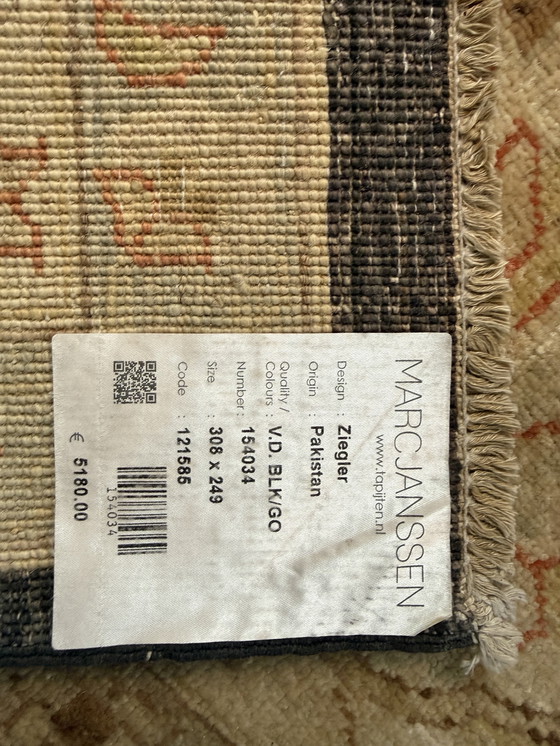 MARCJANSSEN
www.tapijten.nl
Design : Ziegler
Origin : Pakistan
Quality /
Colours : V.D. BLK/GO
Number : 154034
Size : 308 x 249
Code : 121585
154034
€ 5180.00